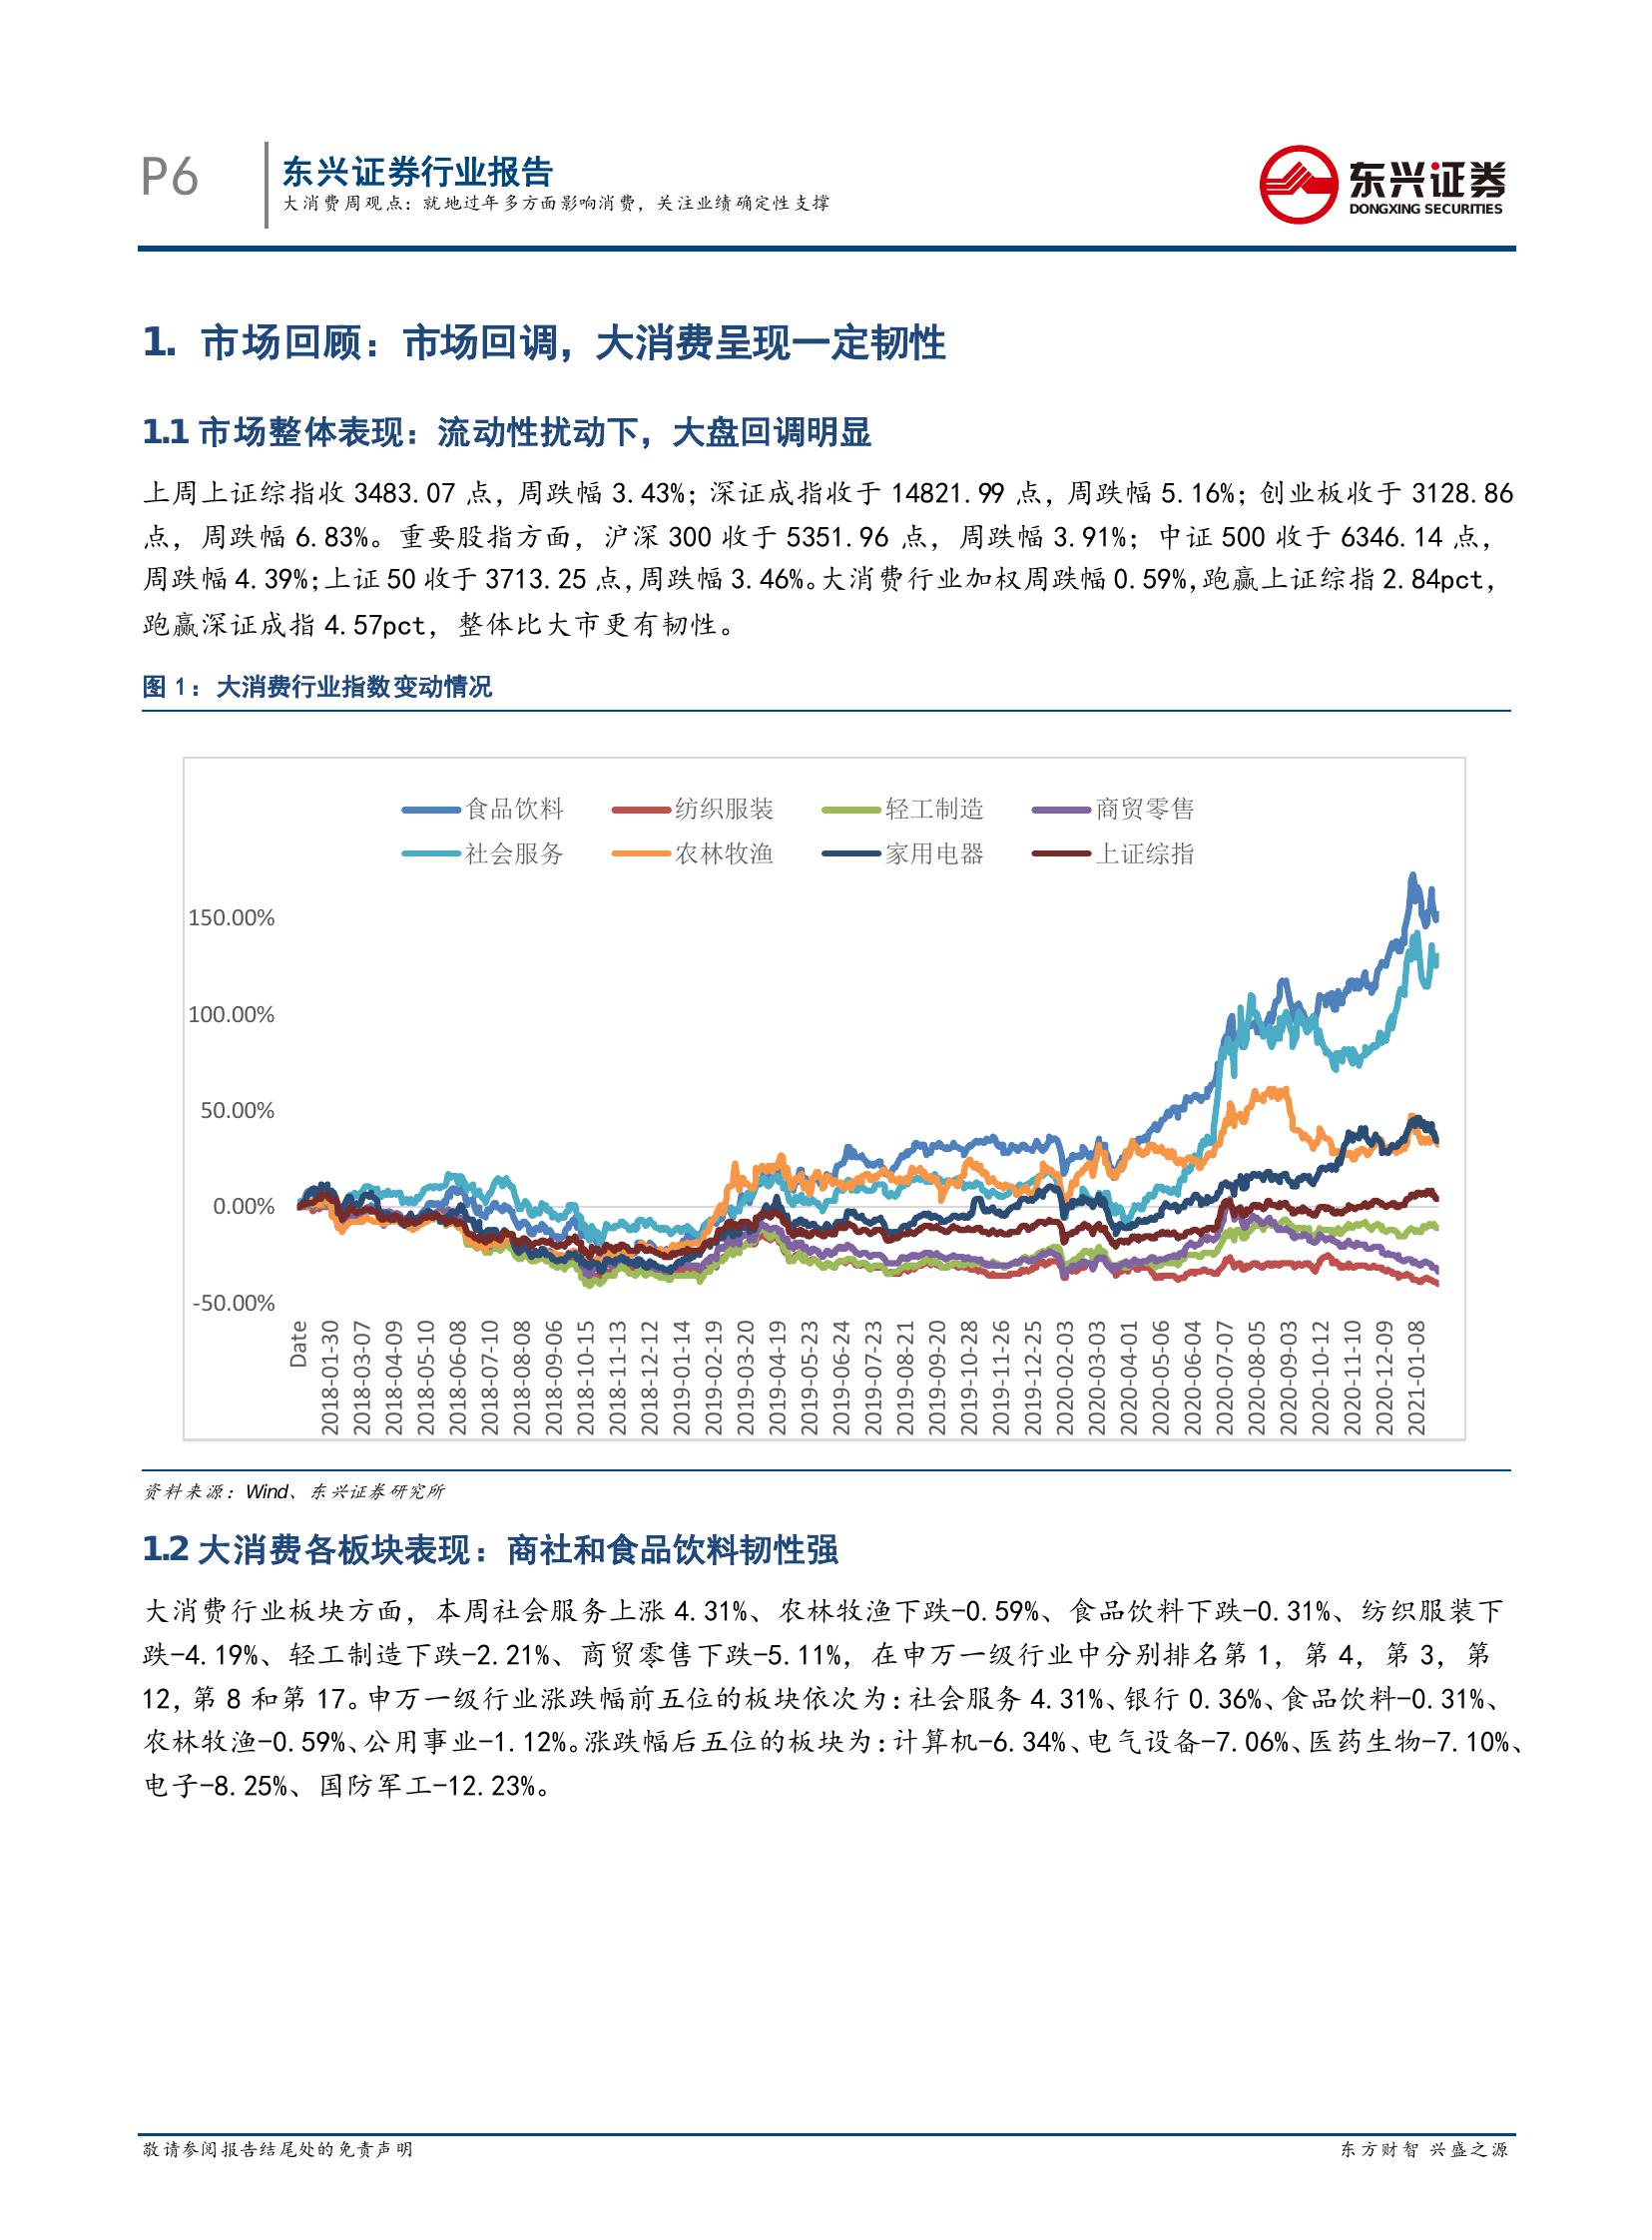 P6
东兴证券行业报告
大消费周观点：就地过年多方面影响消费，关注业绩确定性支撑
东兴证券
DONGXING SECURITIES
1. 市场回顾：市场回调，大消费呈现一定韧性
1.1 市场整体表现：流动性扰动下，大盘回调明显
上周上证综指收 3483.07 点，周跌幅 3.43%；深证成指收于 14821.99 点，周跌幅 5.16%；创业板收于 3128.86
点，周跌幅 6.83%。重要股指方面，沪深 300 收于 5351.96 点，周跌幅 3.91%；中证 500 收于 6346.14 点，
周跌幅 4.39%；上证 50 收于 3713.25 点，周跌幅 3.46%。大消费行业加权周跌幅 0.59%，跑赢上证综指 2.84pct，
跑赢深证成指 4.57pct，整体比大市更有韧性。
图 1：大消费行业指数变动情况
食品饮料 纺织服装 轻工制造 商贸零售
社会服务 农林牧渔 家用电器 上证综指
150.00%
100.00%
50.00%
0.00%
-50.00%
Date
2018-01-30
2018-03-07
2018-04-09
2018-05-10
2018-06-08
2018-07-10
2018-08-08
2018-09-06
2018-10-15
2018-11-13
2018-12-12
2019-01-14
2019-02-19
2019-03-20
2019-04-19
2019-05-23
2019-06-24
2019-07-23
2019-08-21
2019-09-20
2019-10-28
2019-11-26
2019-12-25
2020-02-03
2020-03-03
2020-04-01
2020-05-06
2020-06-04
2020-07-07
2020-08-05
2020-09-03
2020-10-12
2020-11-10
2020-12-09
2021-01-08
资料来源：Wind、东兴证券研究所
1.2 大消费各板块表现：商社和食品饮料韧性强
大消费行业板块方面，本周社会服务上涨 4.31%、农林牧渔下跌-0.59%、食品饮料下跌-0.31%、纺织服装下
跌-4.19%、轻工制造下跌-2.21%、商贸零售下跌-5.11%，在申万一级行业中分别排名第 1，第 4，第 3，第
12，第 8 和第 17。申万一级行业涨跌幅前五位的板块依次为：社会服务 4.31%、银行 0.36%、食品饮料-0.31%、
农林牧渔-0.59%、公用事业-1.12%。涨跌幅后五位的板块为：计算机-6.34%、电气设备-7.06%、医药生物-7.10%、
电子-8.25%、国防军工-12.23%。
敬请参阅报告结尾处的免责声明
东方财智 兴盛之源